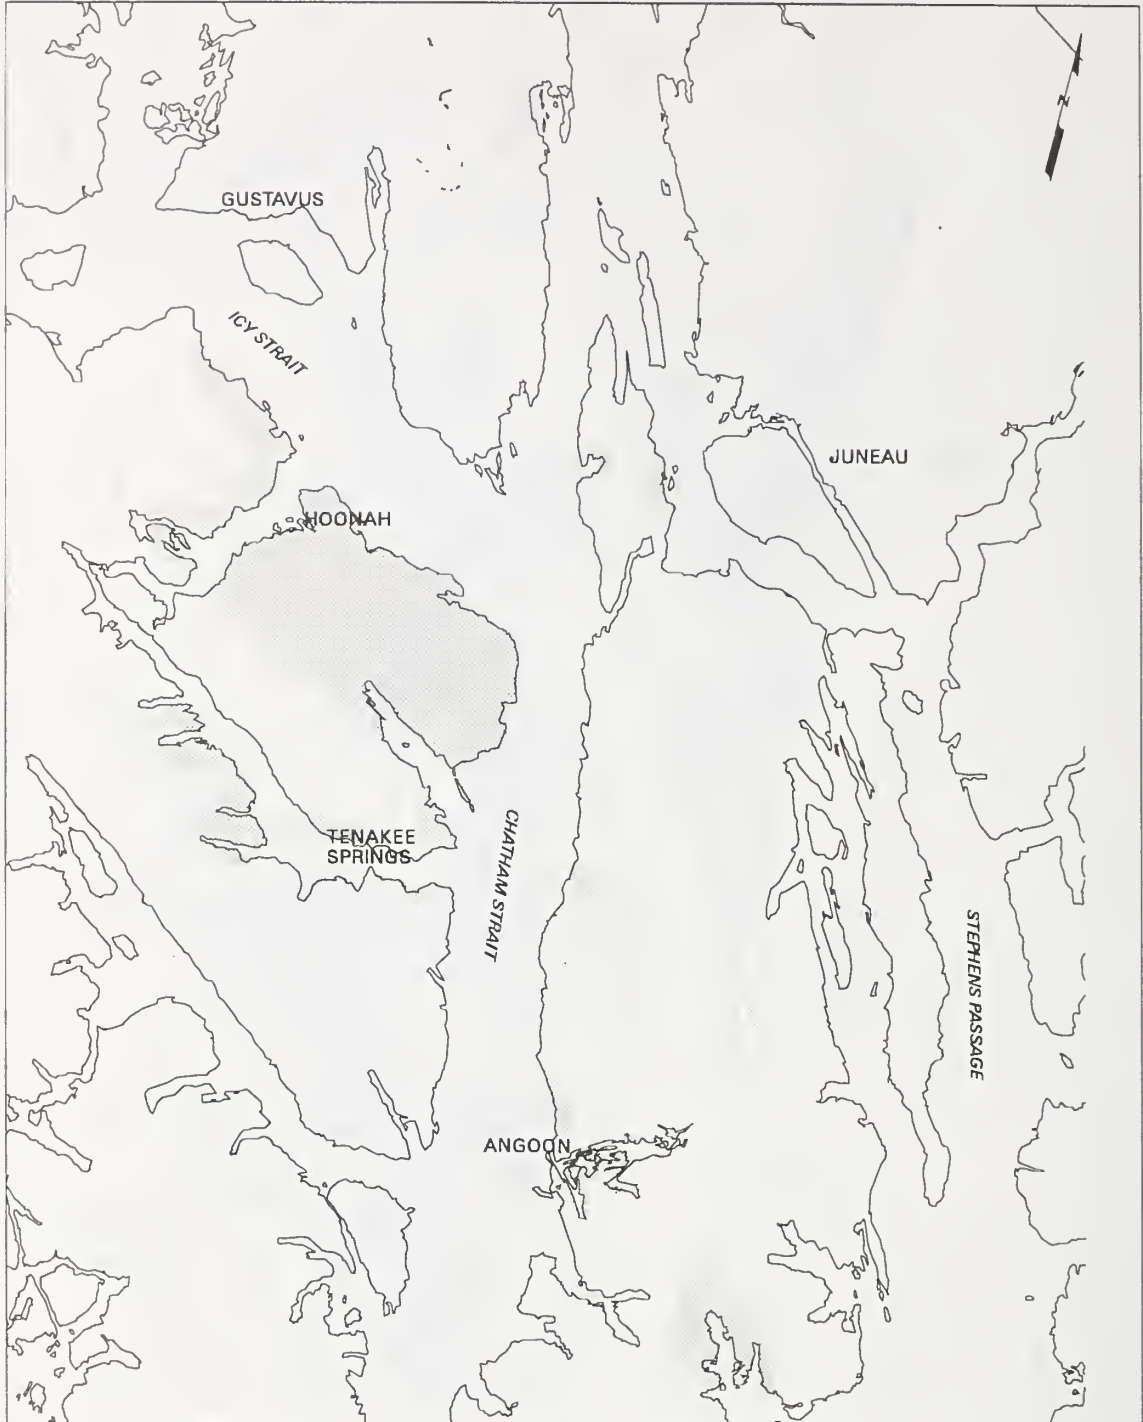 GUSTAVUS
ICY STRAIT
JUNEAU
HOONAH
TENAKEE
SPRINGS
CHATHAM STRAIT
STEPHENS PASSAGE
ANGOON